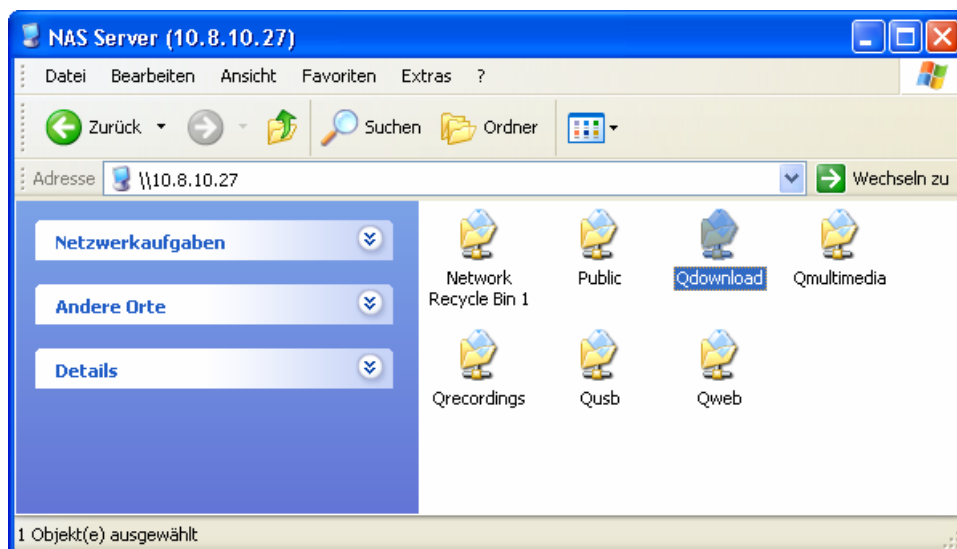 NAS Server (10.8.10.27)
Datei Bearbeiten Ansicht Favoriten Extras ?
Zurück Suchen Ordner
Adresse \\10.8.10.27 Wechseln zu
Netzwerkaufgaben
Andere Orte
Details
Network
Recycle Bin 1
Public
Qdownload
Qmultimedia
Qrecordings
Qusb
Qweb
1 Objekt(e) ausgewählt